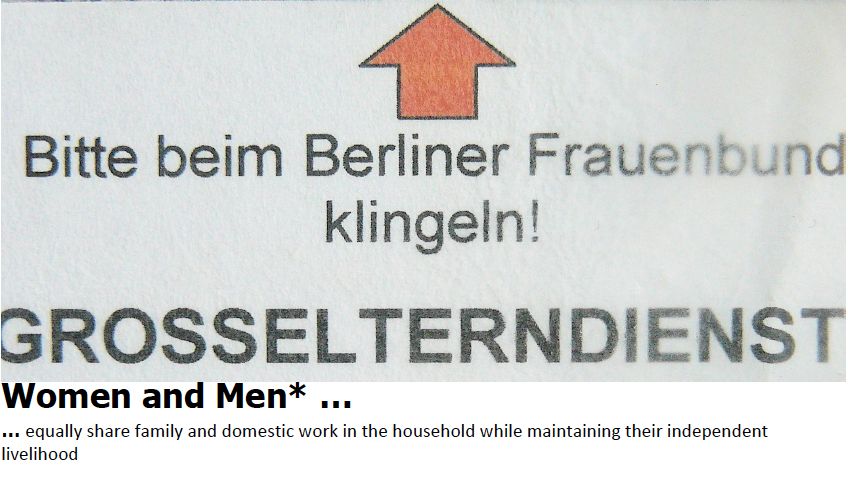 Bitte beim Berliner Frauenbund
klingeln!
GROSSELTERNDIENST
Women and Men* ...
... equally share family and domestic work in the household while maintaining their independent
livelihood